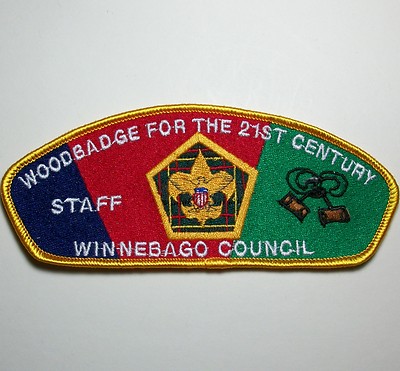 WOODBADGE FOR THE 21ST CENTURY
STAFF
WINNEBAGO COUNCIL